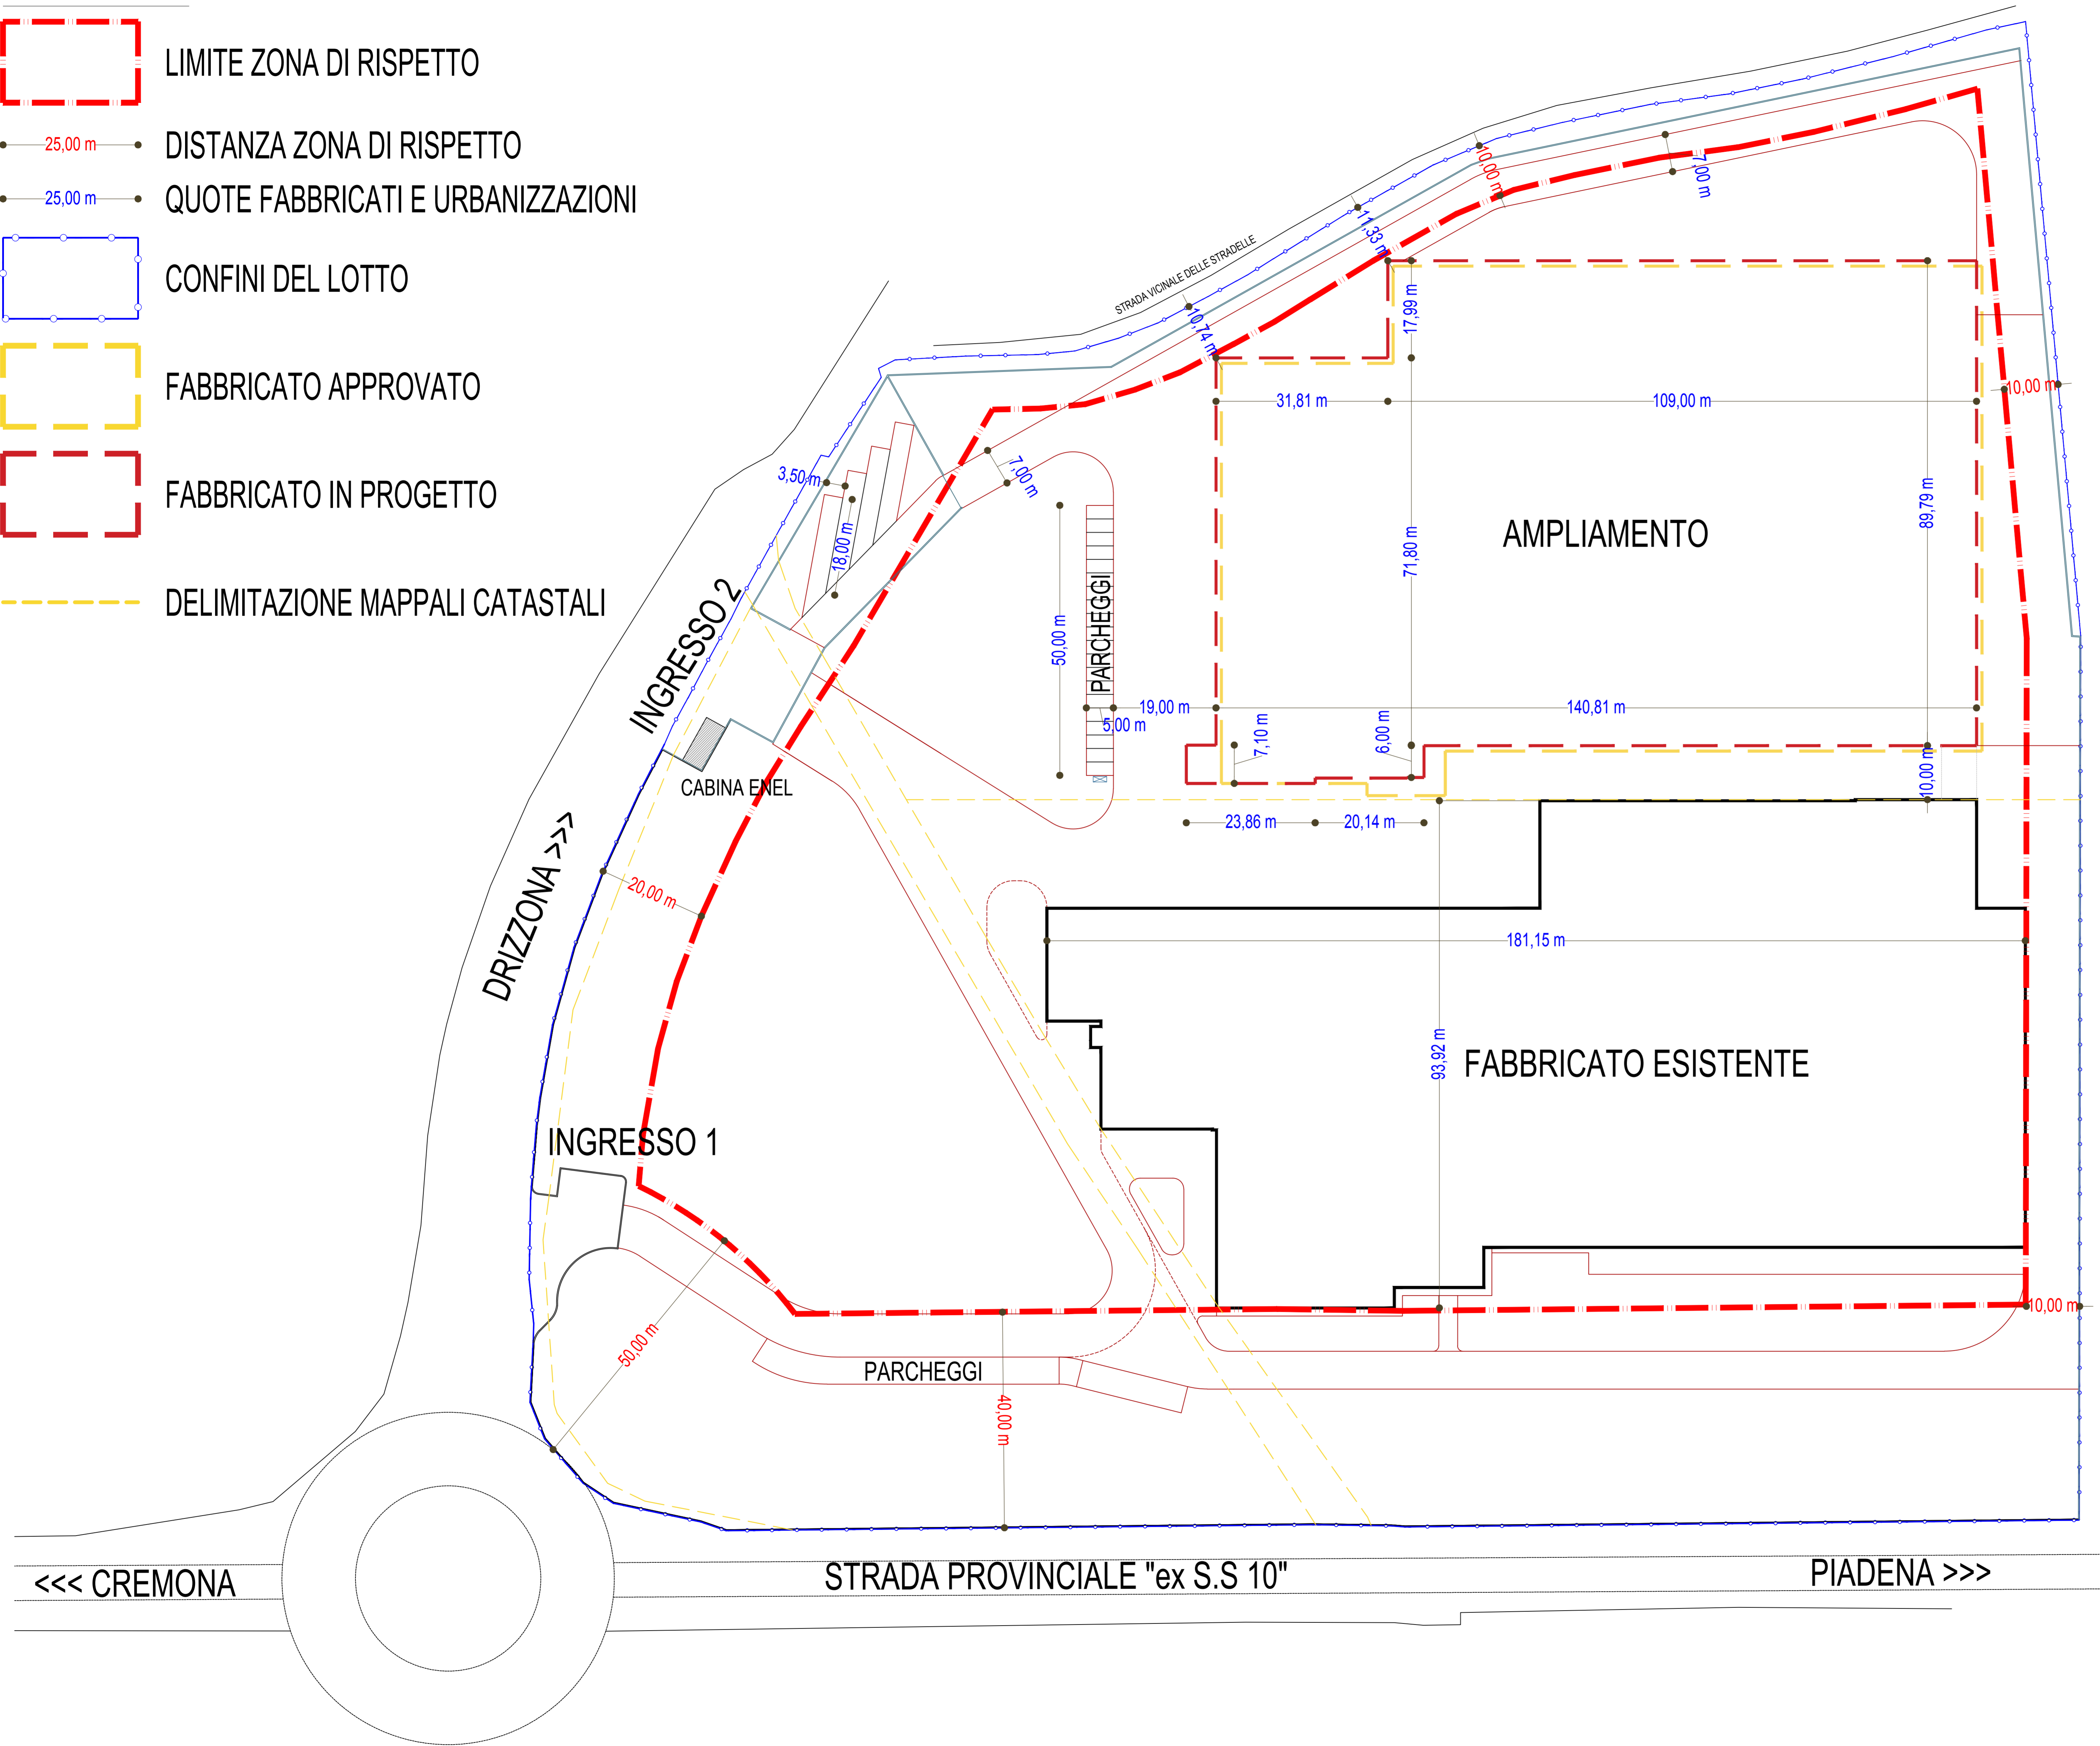 LIMITE ZONA DI RISPETTO
25,00 m
DISTANZA ZONA DI RISPETTO
25,00 m
QUOTE FABBRICATI E URBANIZZAZIONI
CONFINI DEL LOTTO
FABBRICATO APPROVATO
FABBRICATO IN PROGETTO
DELIMITAZIONE MAPPALI CATASTALI
10,00 m
7,00 m
11,33 m
STRADA VICINALE DELLE STRADELLE
10,74 m
17,99 m
31,81 m
109,00 m
10,00 m
3,50 m
7,00 m
18,00 m
89,79 m
AMPLIAMENTO
71,80 m
50,00 m
PARCHEGGI
INGRESSO 2
19,00 m
140,81 m
5,00 m
7,10 m
6,00 m
10,00 m
CABINA ENEL
23,86 m
20,14 m
DRIZZONA >>>
20,00 m
181,15 m
93,92 m
FABBRICATO ESISTENTE
INGRESSO 1
10,00 m
50,00 m
PARCHEGGI
40,00 m
<<< CREMONA
STRADA PROVINCIALE "ex S.S 10"
PIADENA >>>